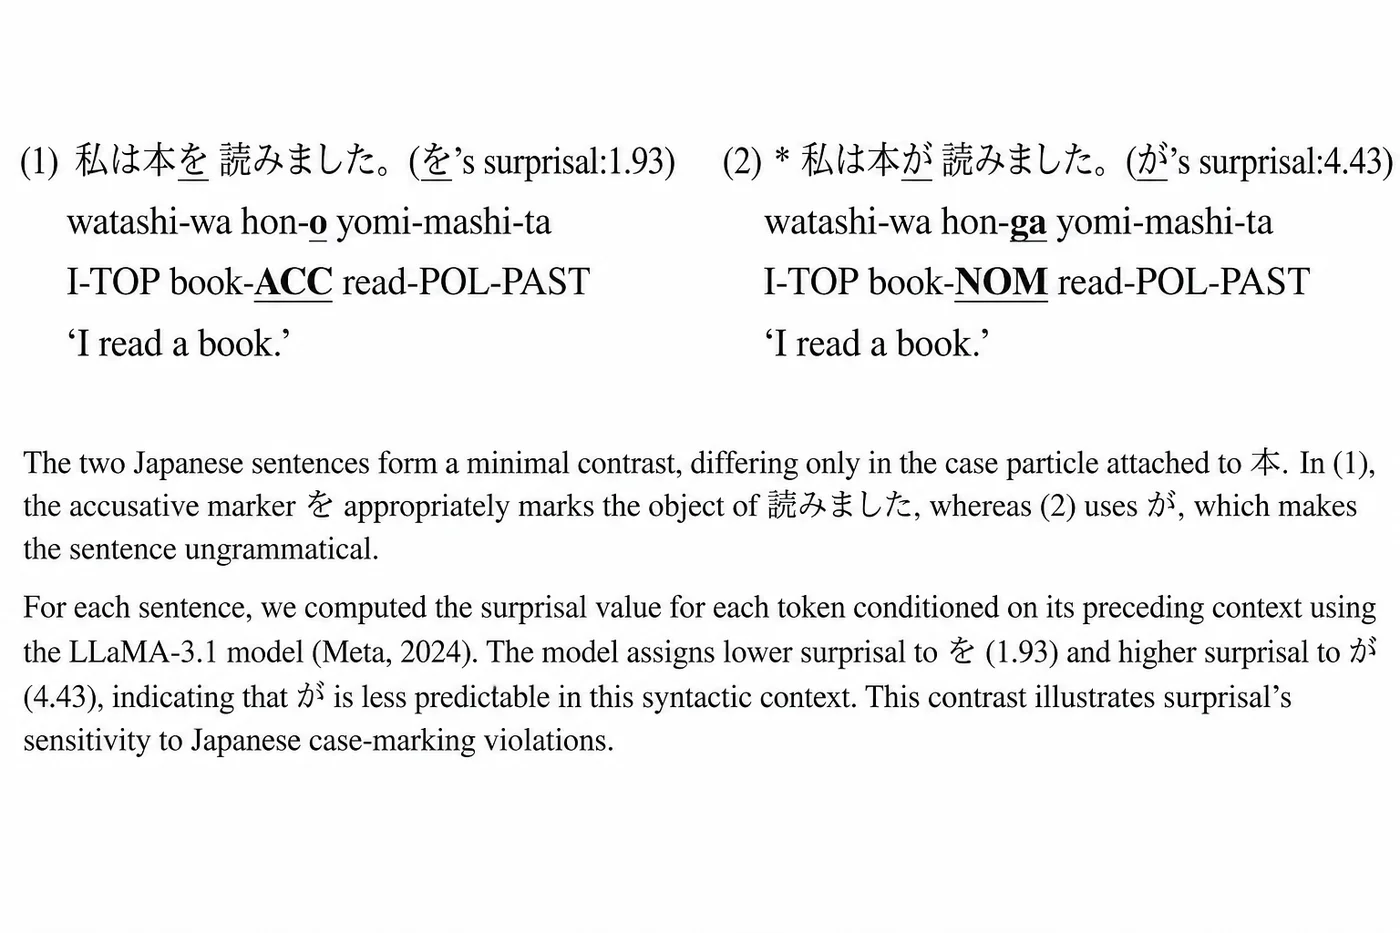 (1) 私は本を 読みました。(を's surprisal:1.93)
watashi-wa hon-o yomi-mashi-ta
I-TOP book-ACC read-POL-PAST
‘I read a book.’
(2) * 私は本が 読みました。(が's surprisal:4.43)
watashi-wa hon-ga yomi-mashi-ta
I-TOP book-NOM read-POL-PAST
‘I read a book.’
The two Japanese sentences form a minimal contrast, differing only in the case particle attached to 本. In (1),
the accusative marker を appropriately marks the object of 読みました, whereas (2) uses が, which makes
the sentence ungrammatical.
For each sentence, we computed the surprisal value for each token conditioned on its preceding context using
the LLaMA-3.1 model (Meta, 2024). The model assigns lower surprisal to を (1.93) and higher surprisal to が
(4.43), indicating that が is less predictable in this syntactic context. This contrast illustrates surprisal’s
sensitivity to Japanese case-marking violations.